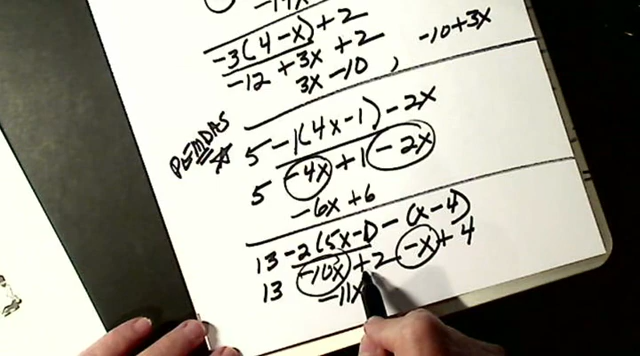 -14x
-3(4-x)+2
-12 + 3x + 2
3x-10 , -10+3x
PEMDAS
5 -1(4x-1)-2x
5 -4x+1 -2x
-6x+6
13-2(5x-1)-(x-4)
13 -10x+2 -x+4
-11x